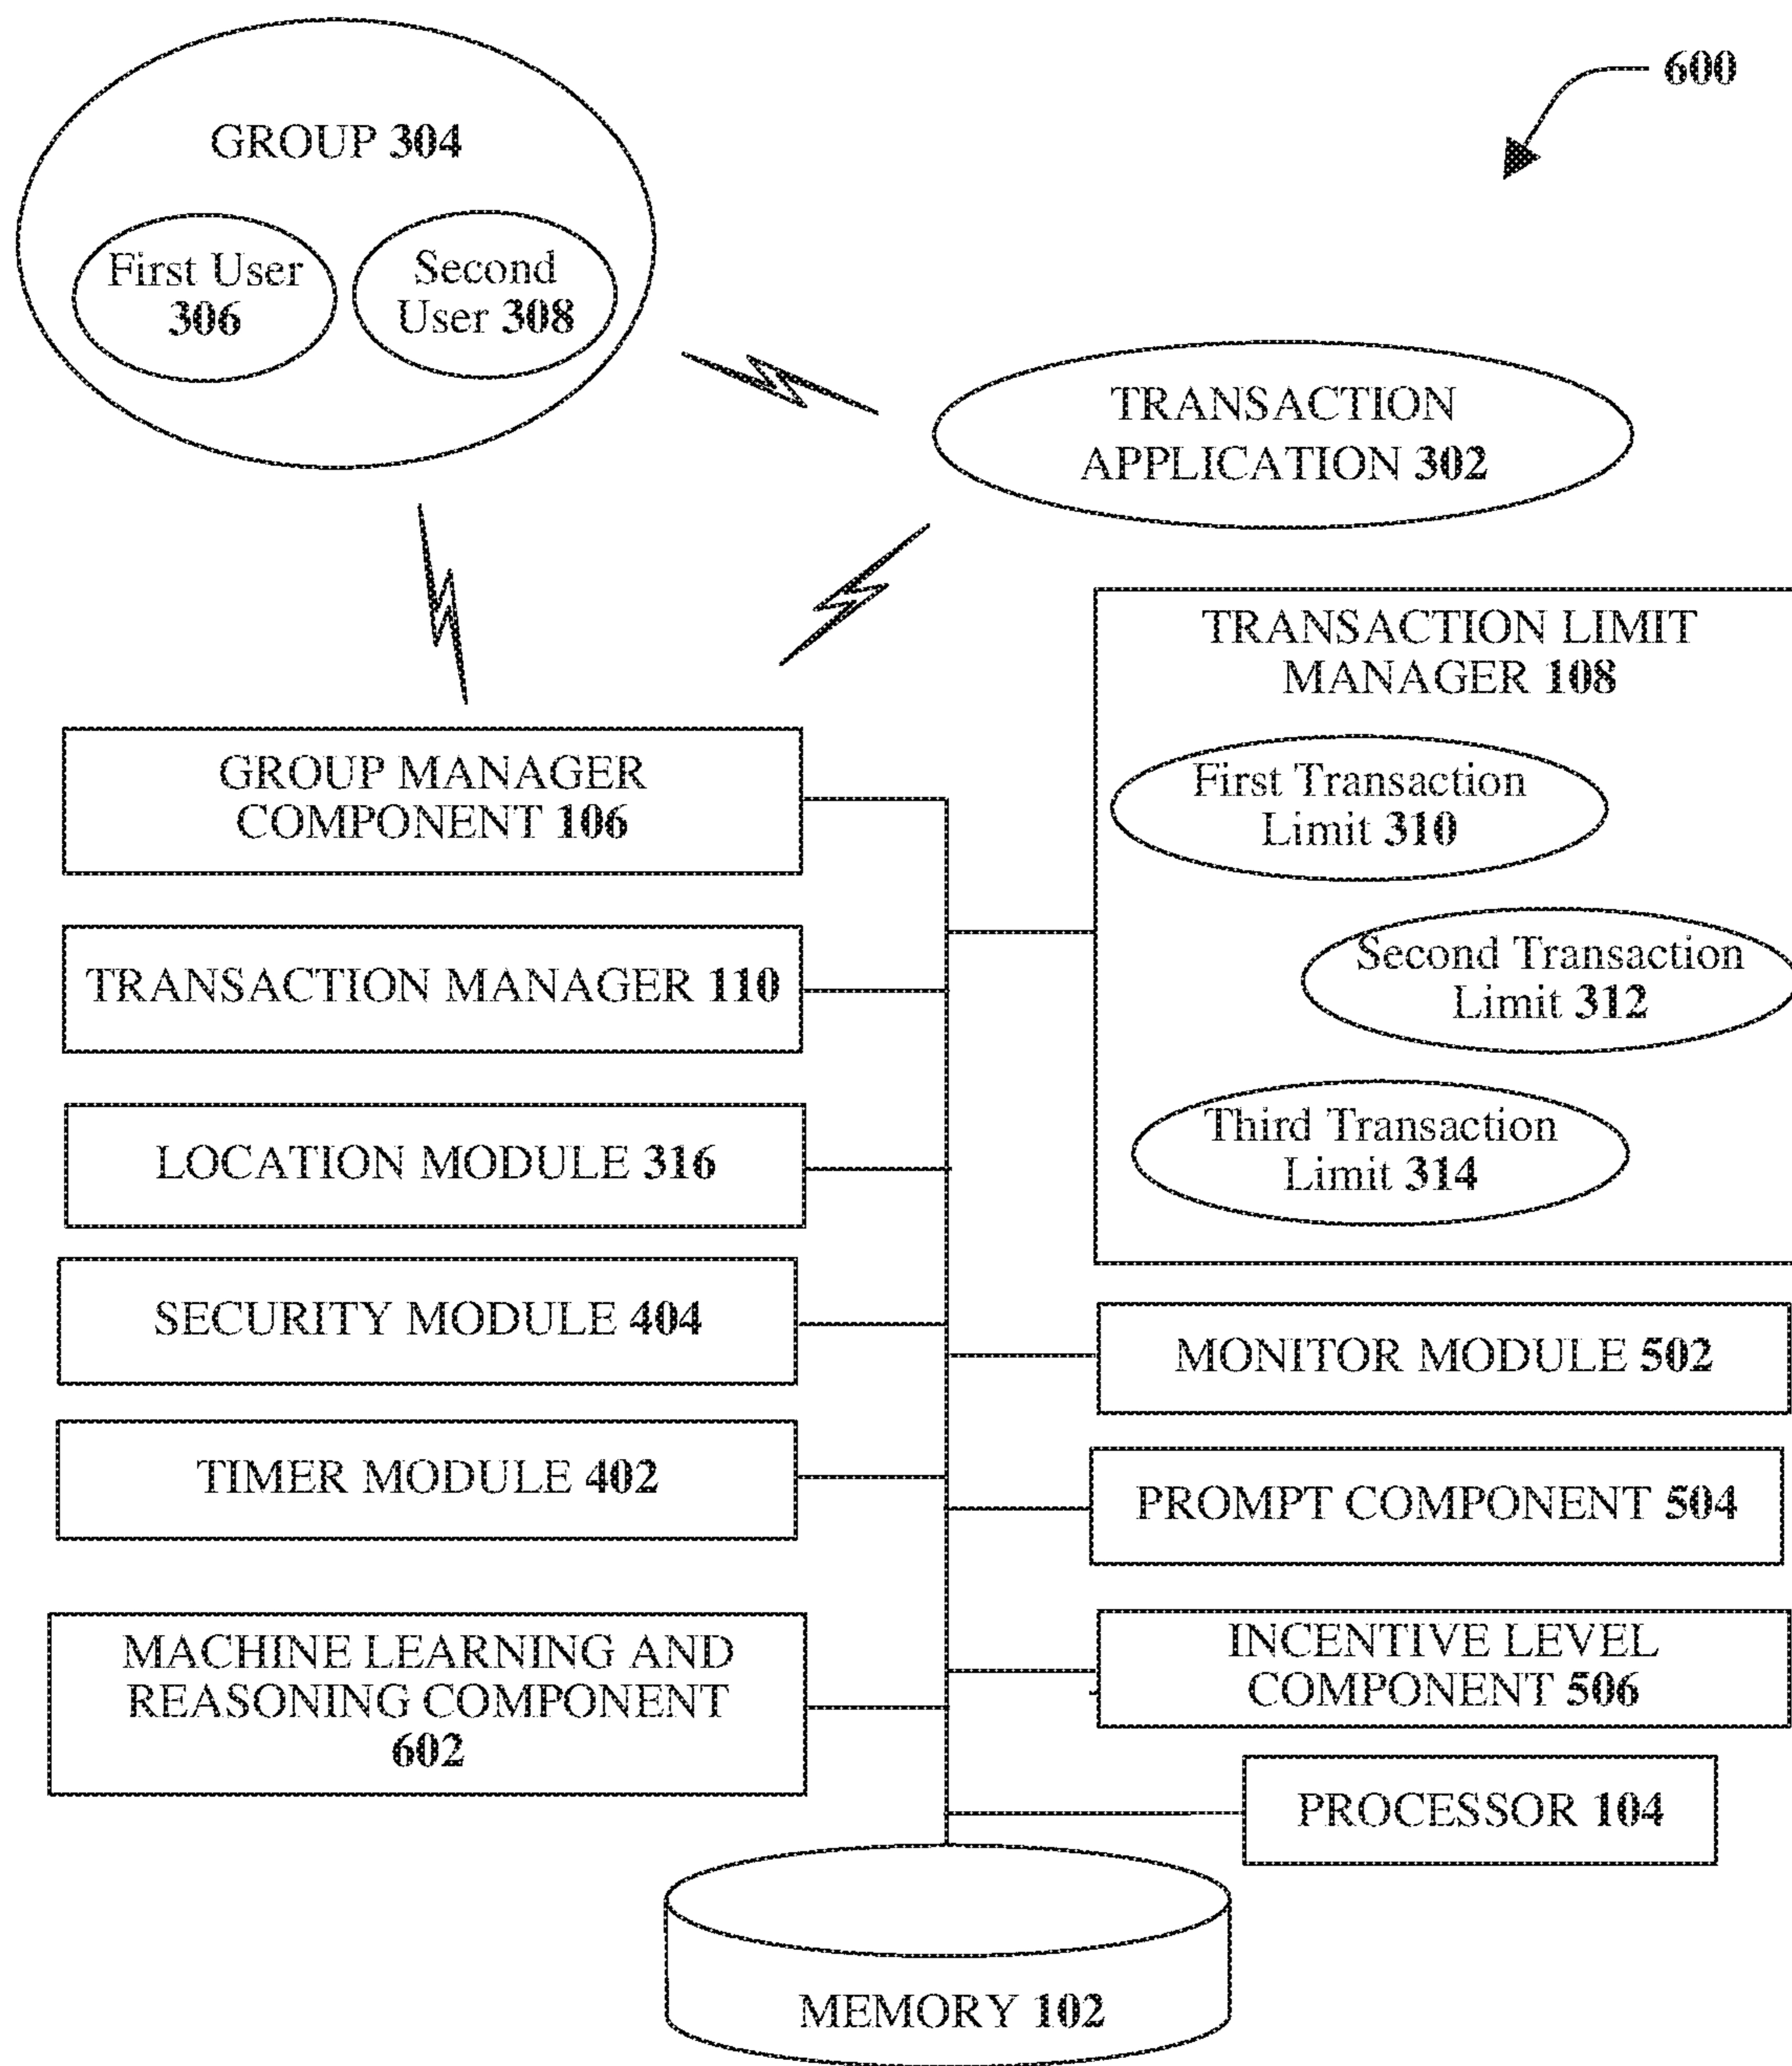 600
GROUP 304
First User
306
Second
User 308
TRANSACTION
APPLICATION 302
TRANSACTION LIMIT
MANAGER 108
First Transaction
Limit 310
Second Transaction
Limit 312
Third Transaction
Limit 314
GROUP MANAGER
COMPONENT 106
TRANSACTION MANAGER 110
LOCATION MODULE 316
SECURITY MODULE 404
TIMER MODULE 402
MACHINE LEARNING AND
REASONING COMPONENT
602
MONITOR MODULE 502
PROMPT COMPONENT 504
INCENTIVE LEVEL
COMPONENT 506
PROCESSOR 104
MEMORY 102